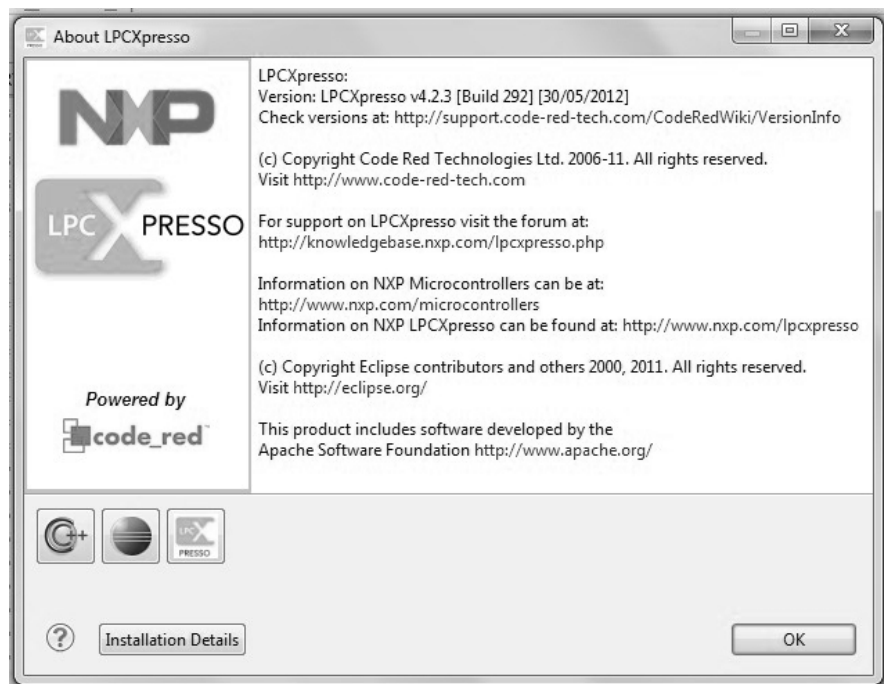 About LPCXpresso
NXP
LPC XPRESSO
Powered by
code_red
LPCXpresso:
Version: LPCXpresso v4.2.3 [Build 292] [30/05/2012]
Check versions at: http://support.code-red-tech.com/CodeRedWiki/VersionInfo
(c) Copyright Code Red Technologies Ltd. 2006-11. All rights reserved.
Visit http://www.code-red-tech.com
For support on LPCXpresso visit the forum at:
http://knowledgebase.nxp.com/lpcxpresso.php
Information on NXP Microcontrollers can be at:
http://www.nxp.com/microcontrollers
Information on NXP LPCXpresso can be found at: http://www.nxp.com/lpcxpresso
(c) Copyright Eclipse contributors and others 2000, 2011. All rights reserved.
Visit http://eclipse.org/
This product includes software developed by the
Apache Software Foundation http://www.apache.org/
C++
LPCX
PRESSO
?
Installation Details
OK